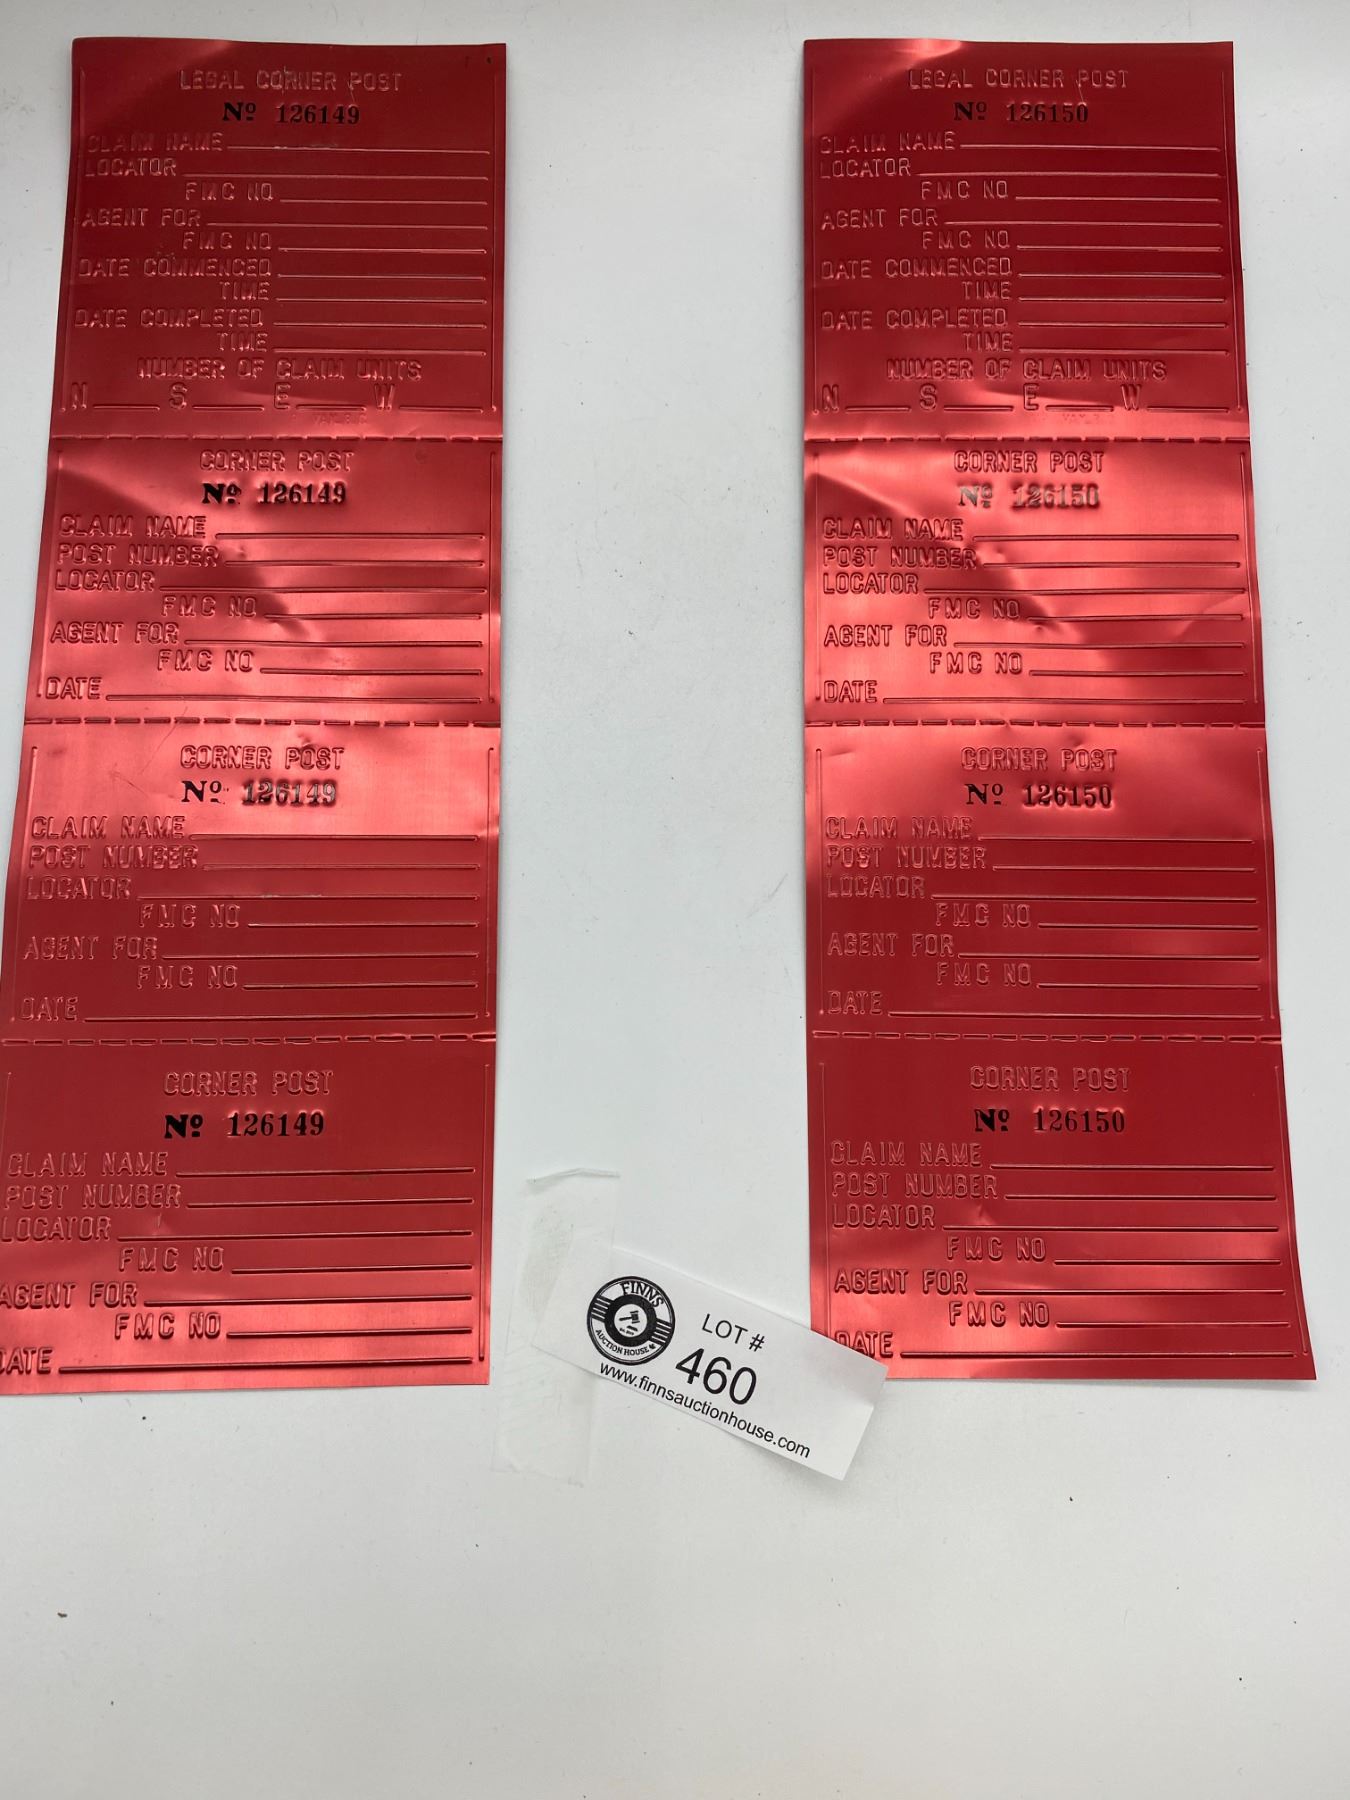 LEGAL CORNER POST
Nº 126149
CLAIM NAME
LOCATOR
FMC NO
AGENT FOR
FMC NO
DATE COMMENCED
TIME
DATE COMPLETED
TIME
NUMBER OF CLAIM UNITS
N S E W
CORNER POST
Nº 126149
CLAIM NAME
POST NUMBER
LOCATOR
FMC NO
AGENT FOR
FMC NO
DATE
CORNER POST
Nº 126149
CLAIM NAME
POST NUMBER
LOCATOR
FMC NO
AGENT FOR
FMC NO
DATE
CORNER POST
Nº 126149
CLAIM NAME
POST NUMBER
LOCATOR
FMC NO
AGENT FOR
FMC NO
DATE
LEGAL CORNER POST
Nº 126150
CLAIM NAME
LOCATOR
FMC NO
AGENT FOR
FMC NO
DATE COMMENCED
TIME
DATE COMPLETED
TIME
NUMBER OF CLAIM UNITS
N S E W
CORNER POST
Nº 126150
CLAIM NAME
POST NUMBER
LOCATOR
FMC NO
AGENT FOR
FMC NO
DATE
CORNER POST
Nº 126150
CLAIM NAME
POST NUMBER
LOCATOR
FMC NO
AGENT FOR
FMC NO
DATE
CORNER POST
Nº 126150
CLAIM NAME
POST NUMBER
LOCATOR
FMC NO
AGENT FOR
FMC NO
DATE
FINNS
AUCTION HOUSE
LOT #
460
www.finnsauctionhouse.com